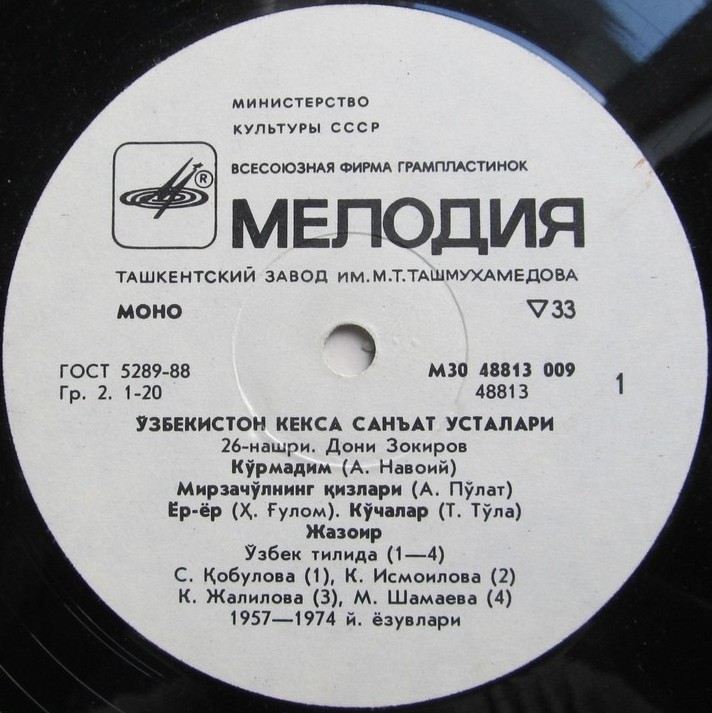 МИНИСТЕРСТВО
КУЛЬТУРЫ СССР
ВСЕСОЮЗНАЯ ФИРМА ГРАМПЛАСТИНОК
®
МЕЛОДИЯ
ТАШКЕНТСКИЙ ЗАВОД ИМ. М. Т. ТАШМУХАМЕДОВА
МОНО ▽33
ГОСТ 5289-88 М30 48813 009
Гр. 2. 1-20 48813 1
ЎЗБЕКИСТОН КЕКСА САНЪАТ УСТАЛАРИ
26-нашри. Дони Зокиров
Кўрмадим (А. Навоий)
Мирзачўлнинг қизлари (А. Пўлат)
Ёр-ёр (Ҳ. Ғулом). Кўчалар (Т. Тўла)
Жазоир
Ўзбек тилида (1—4)
С. Қобулова (1), К. Исмоилова (2)
К. Жалилова (3), М. Шамаева (4)
1957—1974 й. ёзувлари